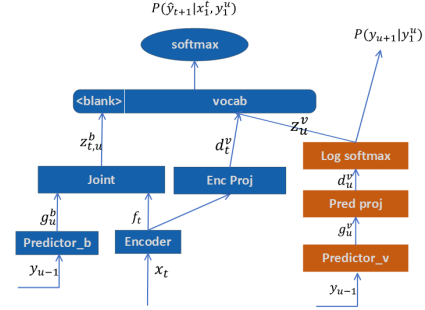 P(ŷ_{t+1}|x_1^t, y_1^u)
softmax
P(y_{u+1}|y_1^u)
<blank> vocab
z_{t,u}^b
d_t^v
z_u^v
Log softmax
Joint
Enc Proj
d_u^v
Pred proj
g_u^b
f_t
g_u^v
Predictor_b
Encoder
Predictor_v
y_{u-1}
x_t
y_{u-1}